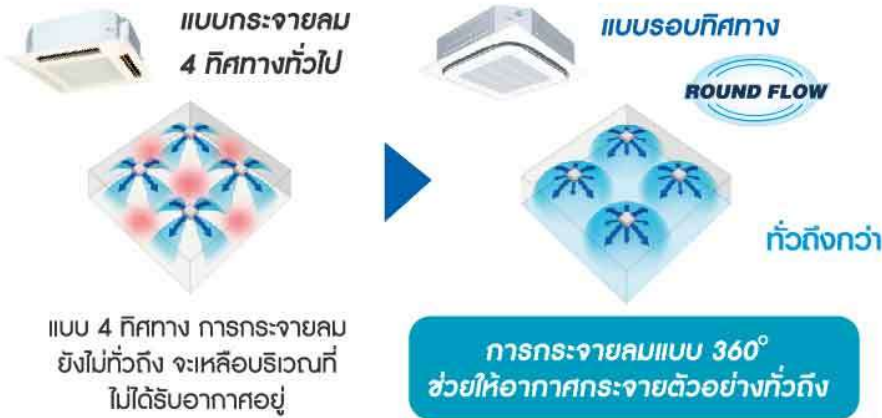 แบบกระจายลม
4 ทิศทางทั่วไป
แบบรอบทิศทาง
ROUND FLOW
ทั่วถึงกว่า
แบบ 4 ทิศทาง การกระจายลม
ยังไม่ทั่วถึง จะเหลือบริเวณที่
ไม่ได้รับอากาศอยู่
การกระจายลมแบบ 360°
ช่วยให้อากาศกระจายตัวอย่างทั่วถึง